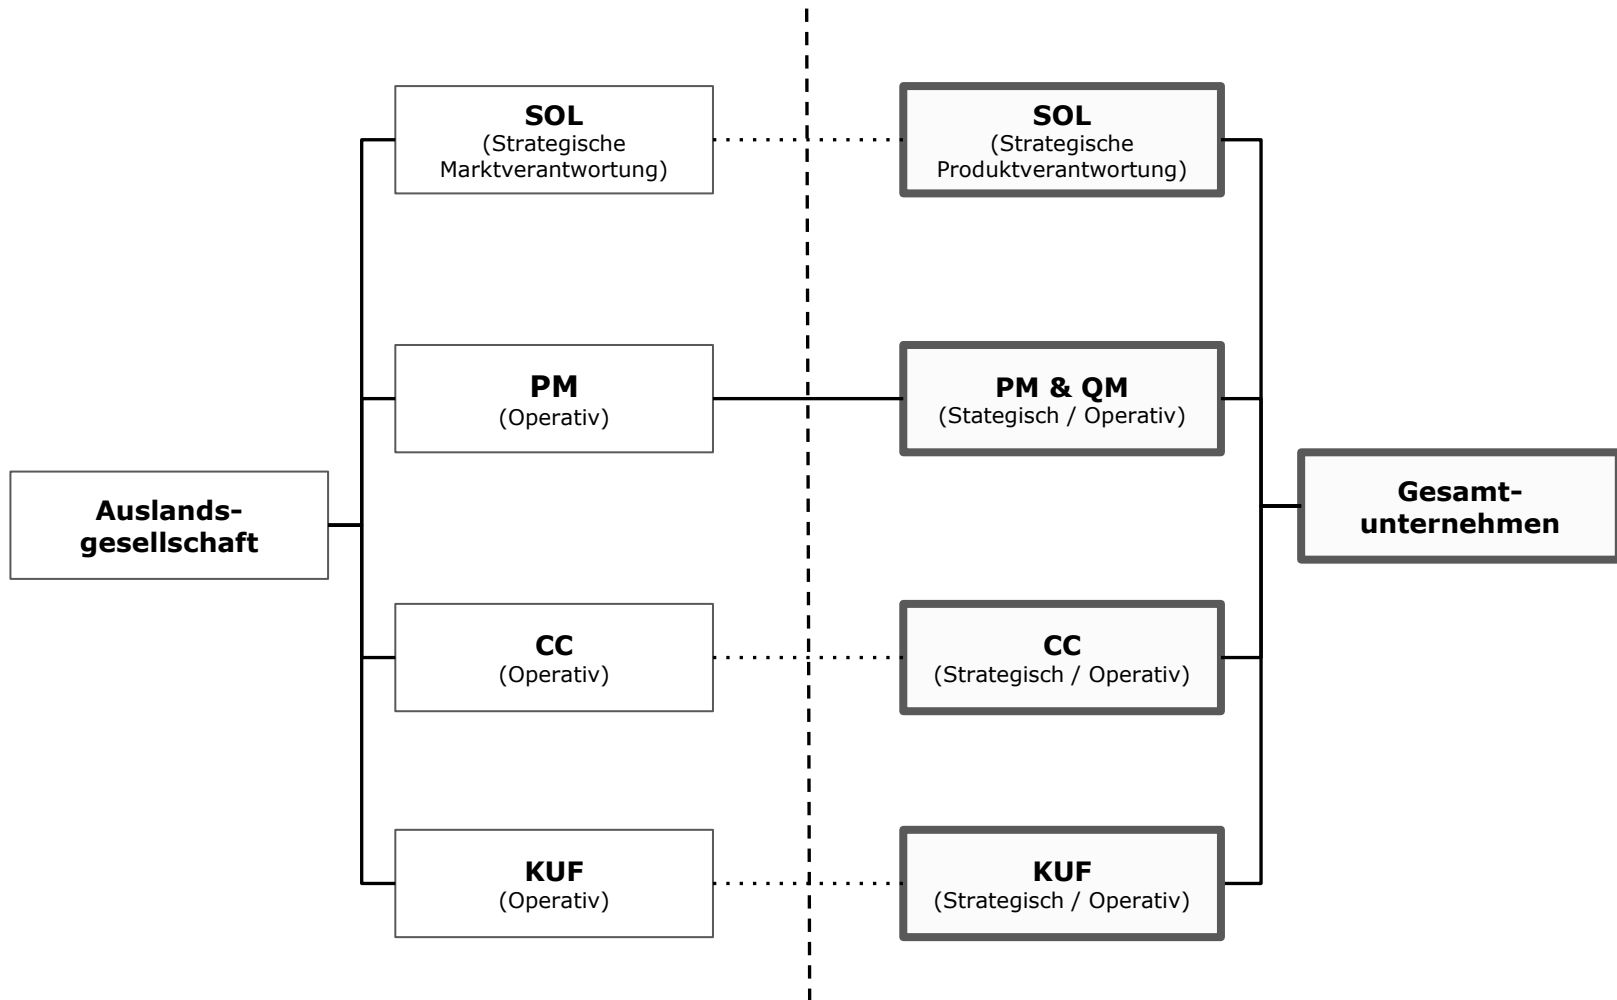 SOL
(Strategische
Marktverantwortung)
SOL
(Strategische
Produktverantwortung)
PM
(Operativ)
PM & QM
(Stategisch / Operativ)
Auslands-
gesellschaft
Gesamt-
unternehmen
CC
(Operativ)
CC
(Strategisch / Operativ)
KUF
(Operativ)
KUF
(Strategisch / Operativ)